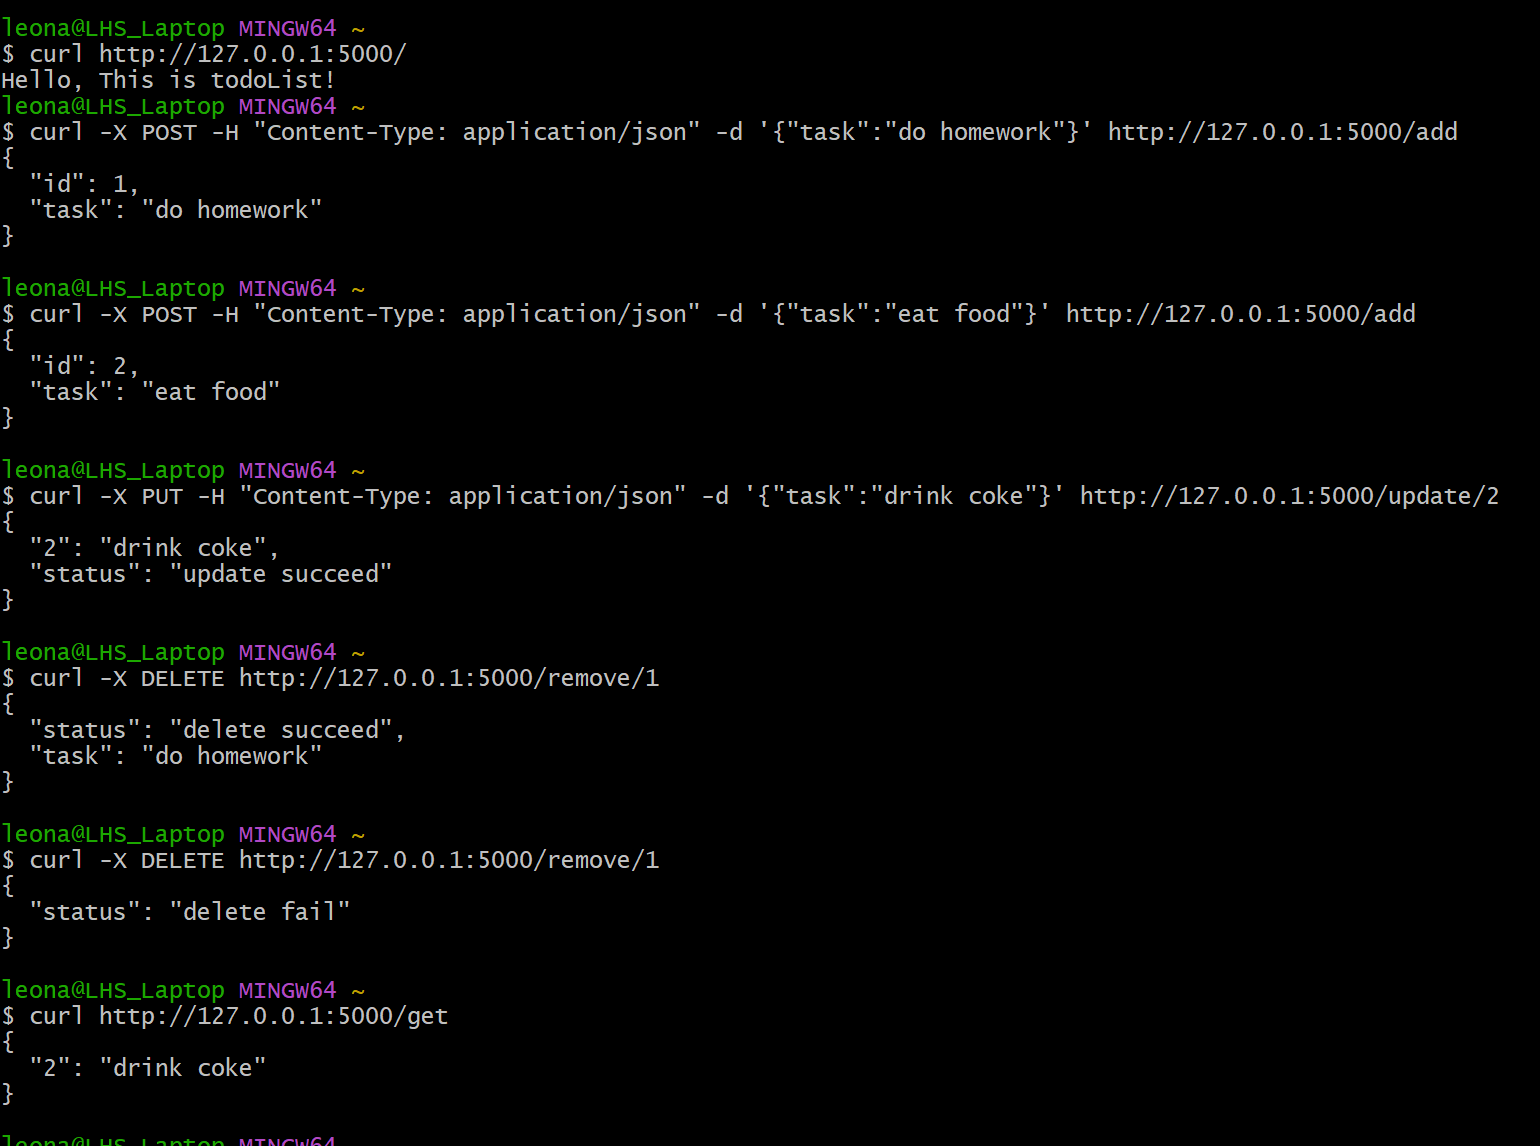 leona@LHS_Laptop MINGW64 ~
$ curl http://127.0.0.1:5000/
Hello, This is todoList!
leona@LHS_Laptop MINGW64 ~
$ curl -X POST -H "Content-Type: application/json" -d '{"task":"do homework"}' http://127.0.0.1:5000/add
{
  "id": 1,
  "task": "do homework"
}

leona@LHS_Laptop MINGW64 ~
$ curl -X POST -H "Content-Type: application/json" -d '{"task":"eat food"}' http://127.0.0.1:5000/add
{
  "id": 2,
  "task": "eat food"
}

leona@LHS_Laptop MINGW64 ~
$ curl -X PUT -H "Content-Type: application/json" -d '{"task":"drink coke"}' http://127.0.0.1:5000/update/2
{
  "2": "drink coke",
  "status": "update succeed"
}

leona@LHS_Laptop MINGW64 ~
$ curl -X DELETE http://127.0.0.1:5000/remove/1
{
  "status": "delete succeed",
  "task": "do homework"
}

leona@LHS_Laptop MINGW64 ~
$ curl -X DELETE http://127.0.0.1:5000/remove/1
{
  "status": "delete fail"
}

leona@LHS_Laptop MINGW64 ~
$ curl http://127.0.0.1:5000/get
{
  "2": "drink coke"
}

leona@LHS_Laptop MINGW64